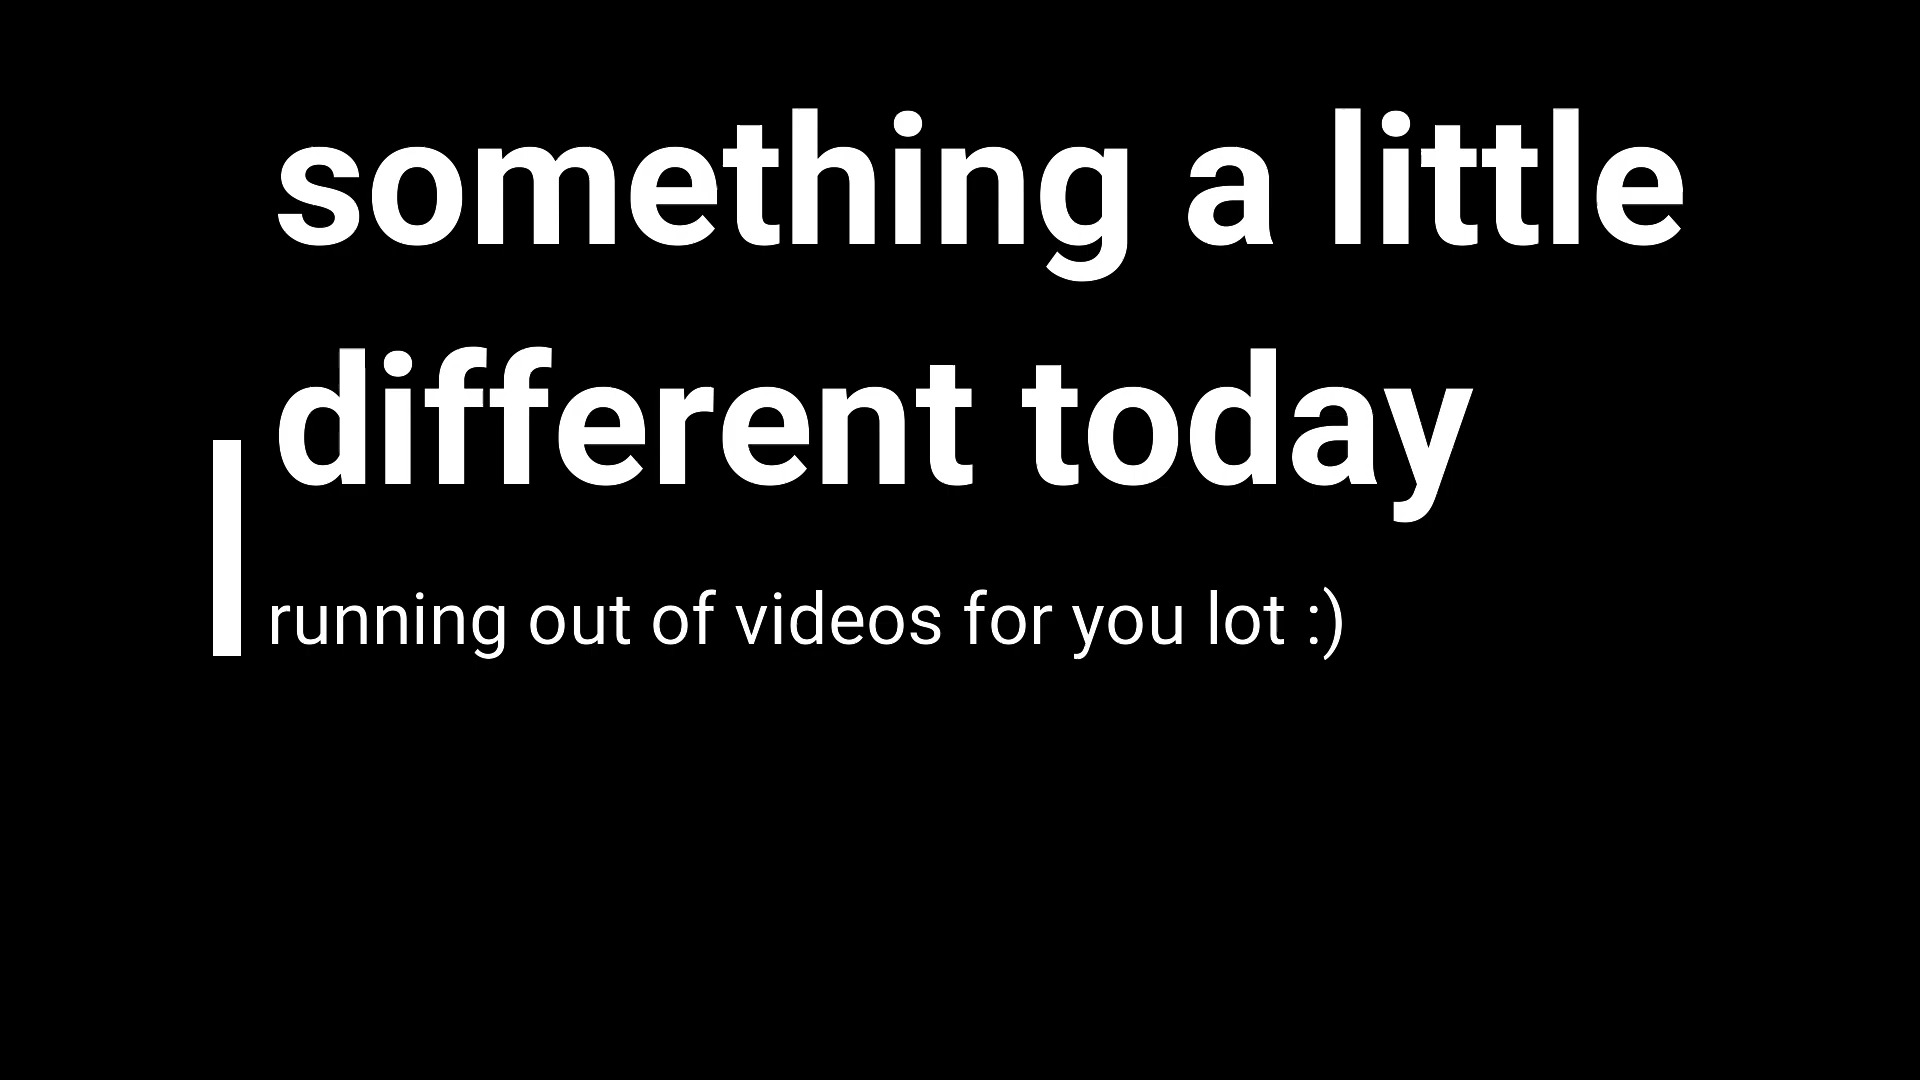 something a little
different today
running out of videos for you lot :)